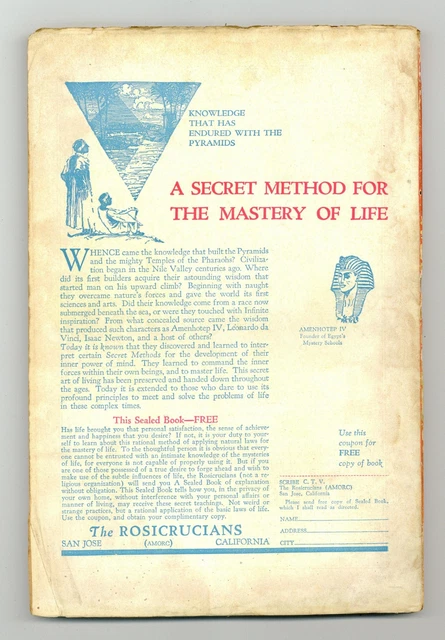 KNOWLEDGE
THAT HAS
ENDURED WITH THE
PYRAMIDS
A SECRET METHOD FOR
THE MASTERY OF LIFE
WHENCE came the knowledge that built the Pyramids
and the mighty Temples of the Pharaohs? Civiliza-
tion began in the Nile Valley centuries ago. Where
did its first builders acquire their astounding wisdom that
started man on his upward climb? Beginning with naught
they overcame nature's forces and gave the world its first
sciences and arts. Did their knowledge come from a race now
submerged beneath the sea, or were they touched with Infinite
inspiration? From what concealed source came the wisdom
that produced such characters as Amenhotep IV, Leonardo da
Vinci, Isaac Newton, and a host of others?
Today it is known that they discovered and learned to inter-
pret certain Secret Methods for the development of their
inner power of mind. They learned to command the inner
forces within their own beings, and to master life. This secret
art of living has been preserved and handed down throughout
the ages. Today it is extended to those who dare to use its
profound principles to meet and solve the problems of life
in these complex times.
AMENHOTEP IV
Founder of Egypt's
Mystery Schools
This Sealed Book—FREE
Has life brought you that personal satisfaction, the sense of achieve-
ment and happiness that you desire? If not, it is your duty to your-
self to learn about this rational method of applying natural laws for
the mastery of life. To the thoughtful person it is obvious that every-
one cannot be entrusted with an intimate knowledge of the mysteries
of life, for everyone is not capable of properly using it. But if you
are one of those possessed of a true desire to forge ahead and wish to
make use of the subtle influences of life, the Rosicrucians (not a re-
ligious organization) will send you A Sealed Book of explanation
without obligation. This Sealed Book tells how you, in the privacy of
your own home, without interference with your personal affairs or
manner of living, may receive these secret teachings. Not weird or
strange practices, but a rational application of the basic laws of life.
Use the coupon, and obtain your complimentary copy.
The ROSICRUCIANS
SAN JOSE (AMORC) CALIFORNIA
Use this
coupon for
FREE
copy of book
SCRIBE C. T. V.
The Rosicrucians (AMORC)
San Jose, California
Please send free copy of Sealed Book,
which I shall read as directed.
NAME
ADDRESS
CITY